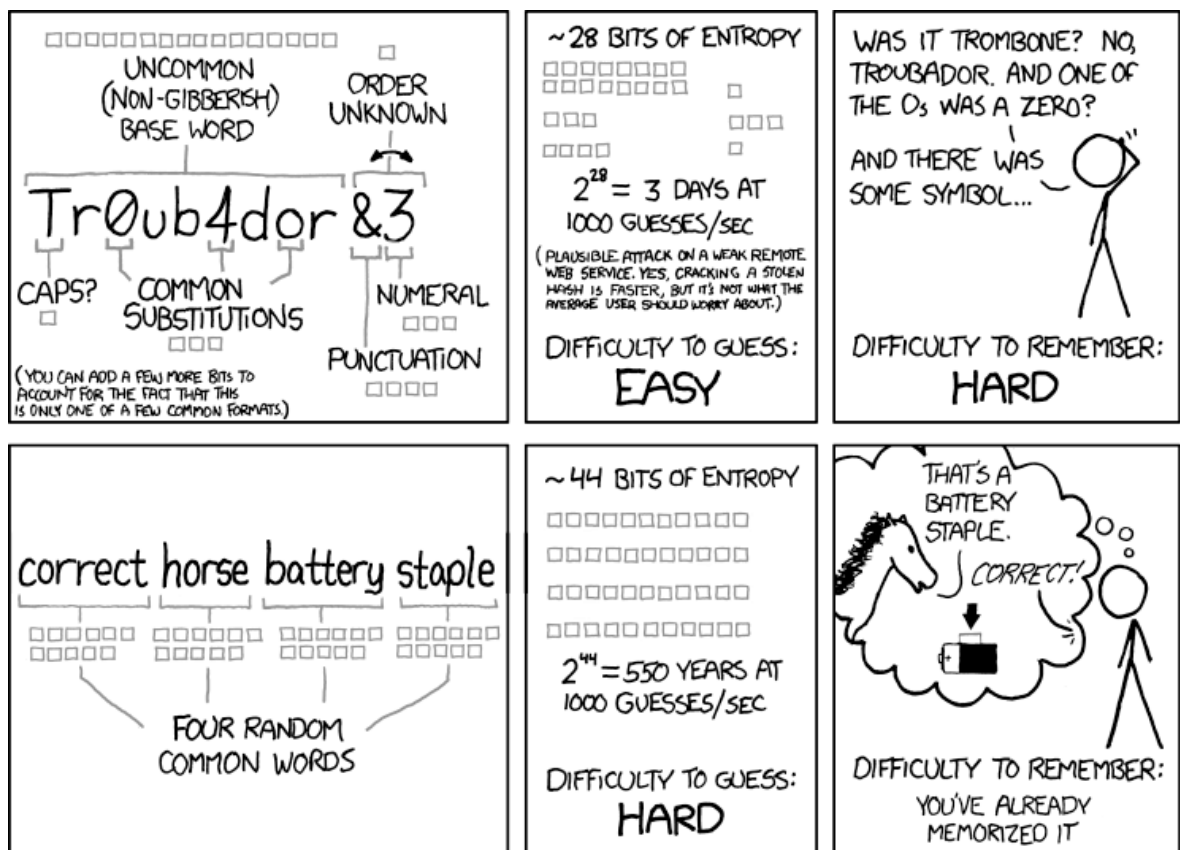 UNCOMMON
(NON-GIBBERISH)
BASE WORD
ORDER
UNKNOWN
Tr0ub4dor &3
CAPS?
COMMON
SUBSTITUTIONS
NUMERAL
PUNCTUATION
(YOU CAN ADD A FEW MORE BITS TO
ACCOUNT FOR THE FACT THAT THIS
IS ONLY ONE OF A FEW COMMON FORMATS.)
~28 BITS OF ENTROPY
2^28 = 3 DAYS AT
1000 GUESSES/SEC
(PLAUSIBLE ATTACK ON A WEAK REMOTE
WEB SERVICE. YES, CRACKING A STOLEN
HASH IS FASTER, BUT IT'S NOT WHAT THE
AVERAGE USER SHOULD WORRY ABOUT.)
DIFFICULTY TO GUESS:
EASY
WAS IT TROMBONE? NO,
TROUBADOR. AND ONE OF
THE Os WAS A ZERO?
AND THERE WAS
SOME SYMBOL...
DIFFICULTY TO REMEMBER:
HARD
correct horse battery staple
FOUR RANDOM
COMMON WORDS
~44 BITS OF ENTROPY
2^44 = 550 YEARS AT
1000 GUESSES/SEC
DIFFICULTY TO GUESS:
HARD
THAT'S A
BATTERY
STAPLE.
CORRECT!
+
DIFFICULTY TO REMEMBER:
YOU'VE ALREADY
MEMORIZED IT